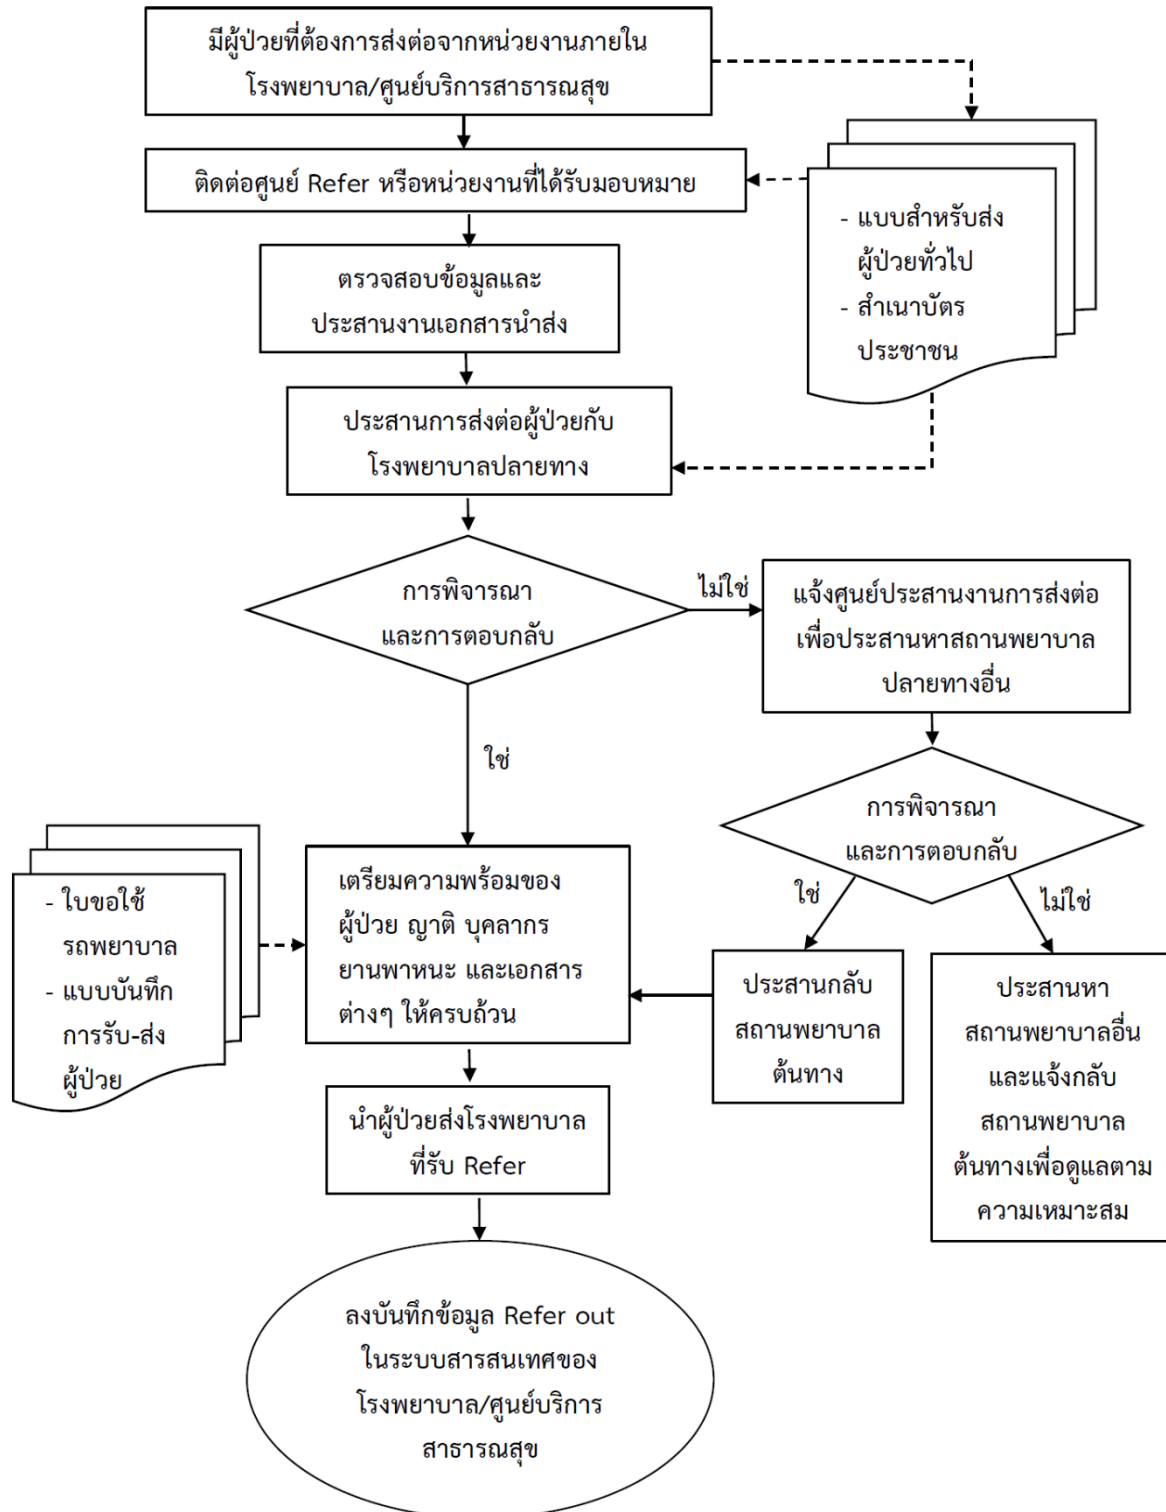 มีผู้ป่วยที่ต้องการส่งต่อจากหน่วยงานภายใน
โรงพยาบาล/ศูนย์บริการสาธารณสุข
ติดต่อศูนย์ Refer หรือหน่วยงานที่ได้รับมอบหมาย
- แบบสำหรับส่ง
ผู้ป่วยทั่วไป
- สำเนาบัตร
ประชาชน
ตรวจสอบข้อมูลและ
ประสานงานเอกสารนำส่ง
ประสานการส่งต่อผู้ป่วยกับ
โรงพยาบาลปลายทาง
การพิจารณา
และการตอบกลับ
ไม่ใช่
แจ้งศูนย์ประสานงานการส่งต่อ
เพื่อประสานหาสถานพยาบาล
ปลายทางอื่น
ใช่
การพิจารณา
และการตอบกลับ
ใช่
ไม่ใช่
- ใบขอใช้
รถพยาบาล
- แบบบันทึก
การรับ-ส่ง
ผู้ป่วย
เตรียมความพร้อมของ
ผู้ป่วย ญาติ บุคลากร
ยานพาหนะ และเอกสาร
ต่างๆ ให้ครบถ้วน
ประสานกลับ
สถานพยาบาล
ต้นทาง
ประสานหา
สถานพยาบาลอื่น
และแจ้งกลับ
สถานพยาบาล
ต้นทางเพื่อดูแลตาม
ความเหมาะสม
นำผู้ป่วยส่งโรงพยาบาล
ที่รับ Refer
ลงบันทึกข้อมูล Refer out
ในระบบสารสนเทศของ
โรงพยาบาล/ศูนย์บริการ
สาธารณสุข